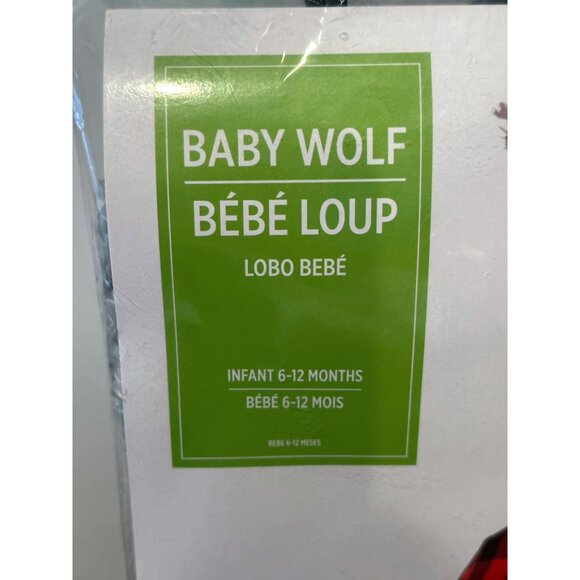 BABY WOLF
BÉBÉ LOUP
LOBO BEBÉ
INFANT 6-12 MONTHS
BÉBÉ 6-12 MOIS
BEBE 6-12 MESES